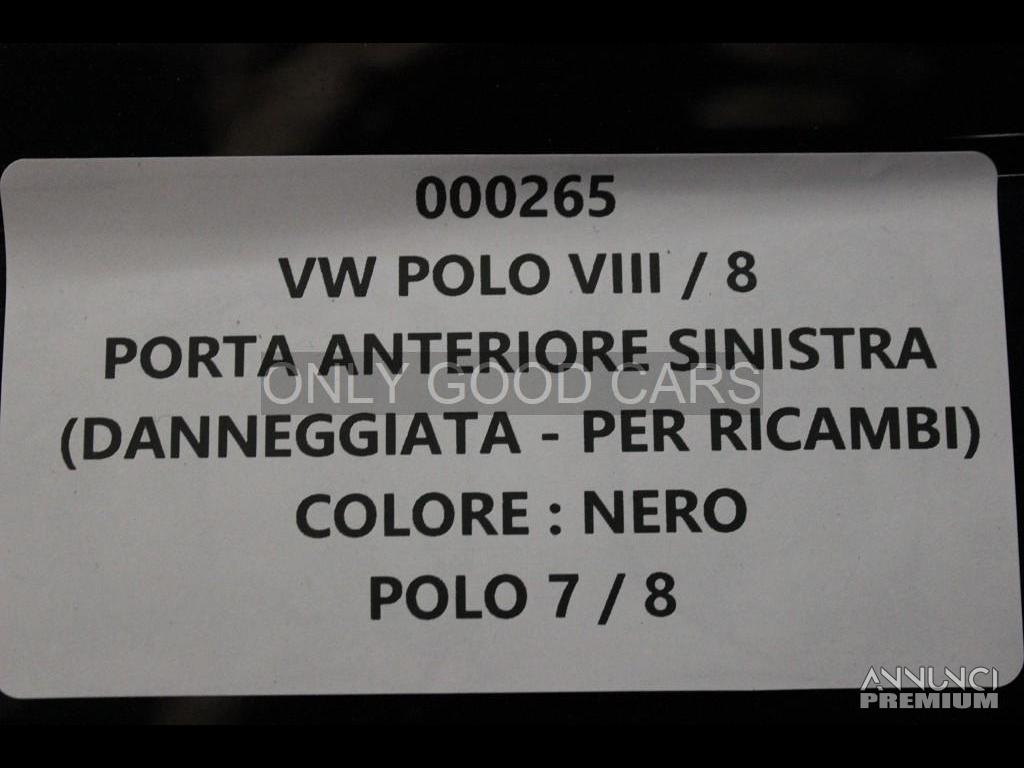 000265
VW POLO VIII / 8
PORTA ANTERIORE SINISTRA
ONLY GOOD CARS
(DANNEGGIATA - PER RICAMBI)
COLORE : NERO
POLO 7 / 8
ANNUNCI
PREMIUM